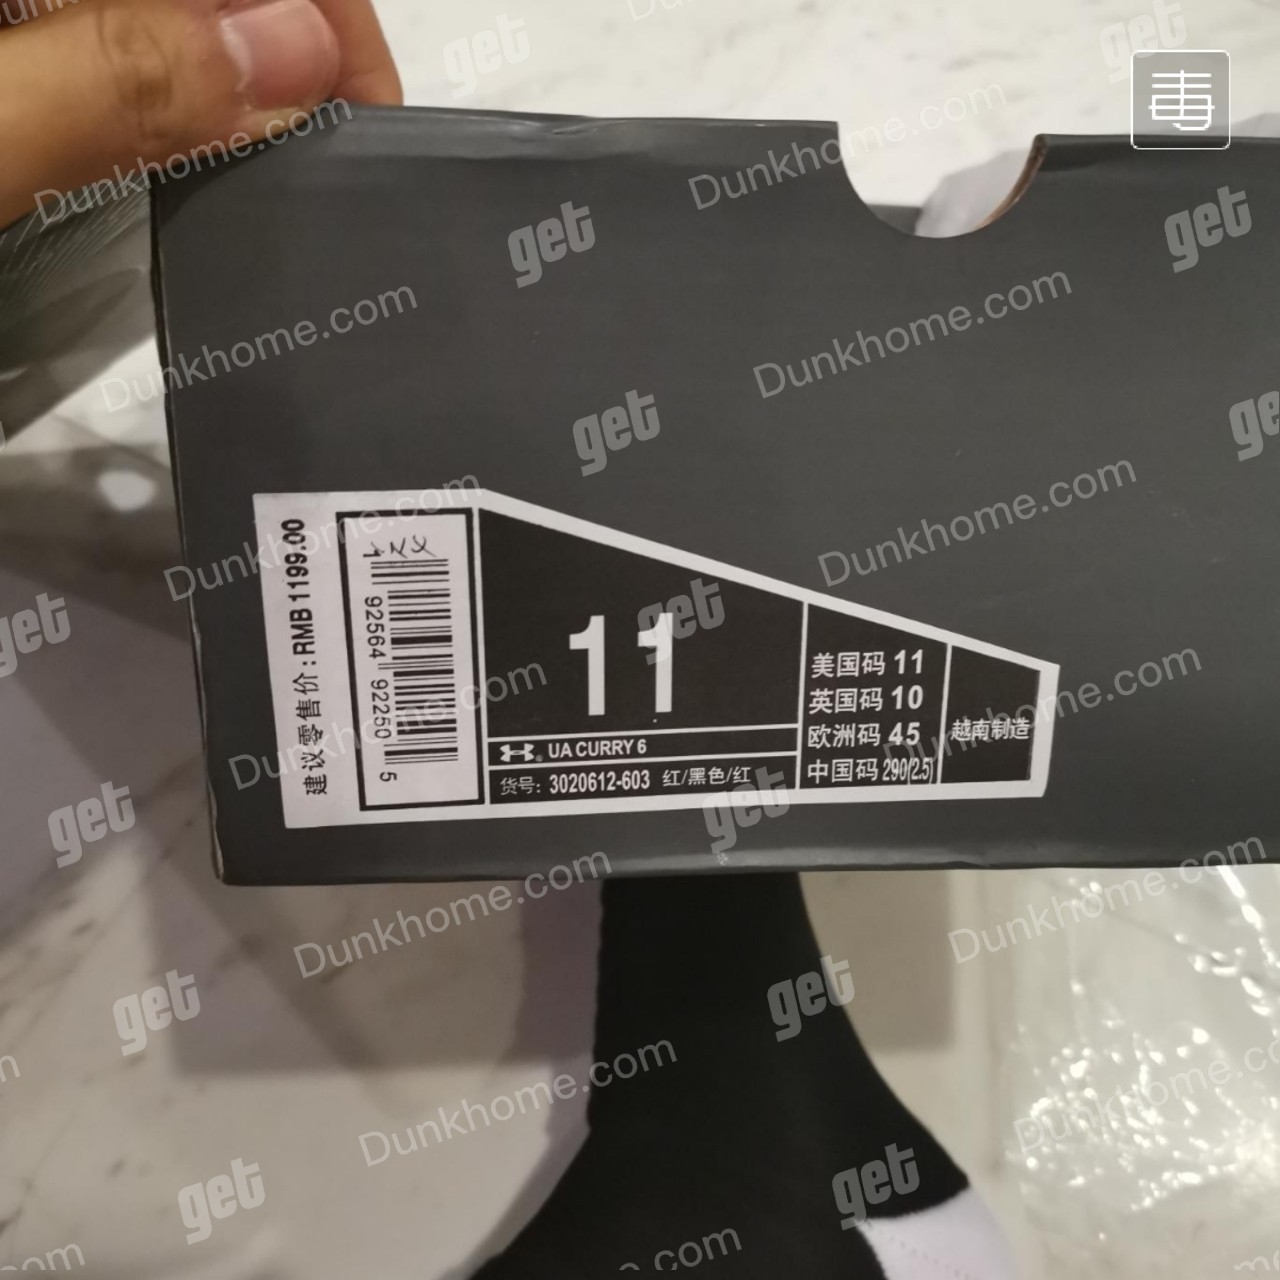 毒
建议零售价：RMB 1199.00
1 92564 92250 5
11
UA CURRY 6
货号: 3020612-603 红/黑色/红
美国码 11
英国码 10
欧洲码 45
中国码 290(2.5)
越南制造
get
Dunkhome.com